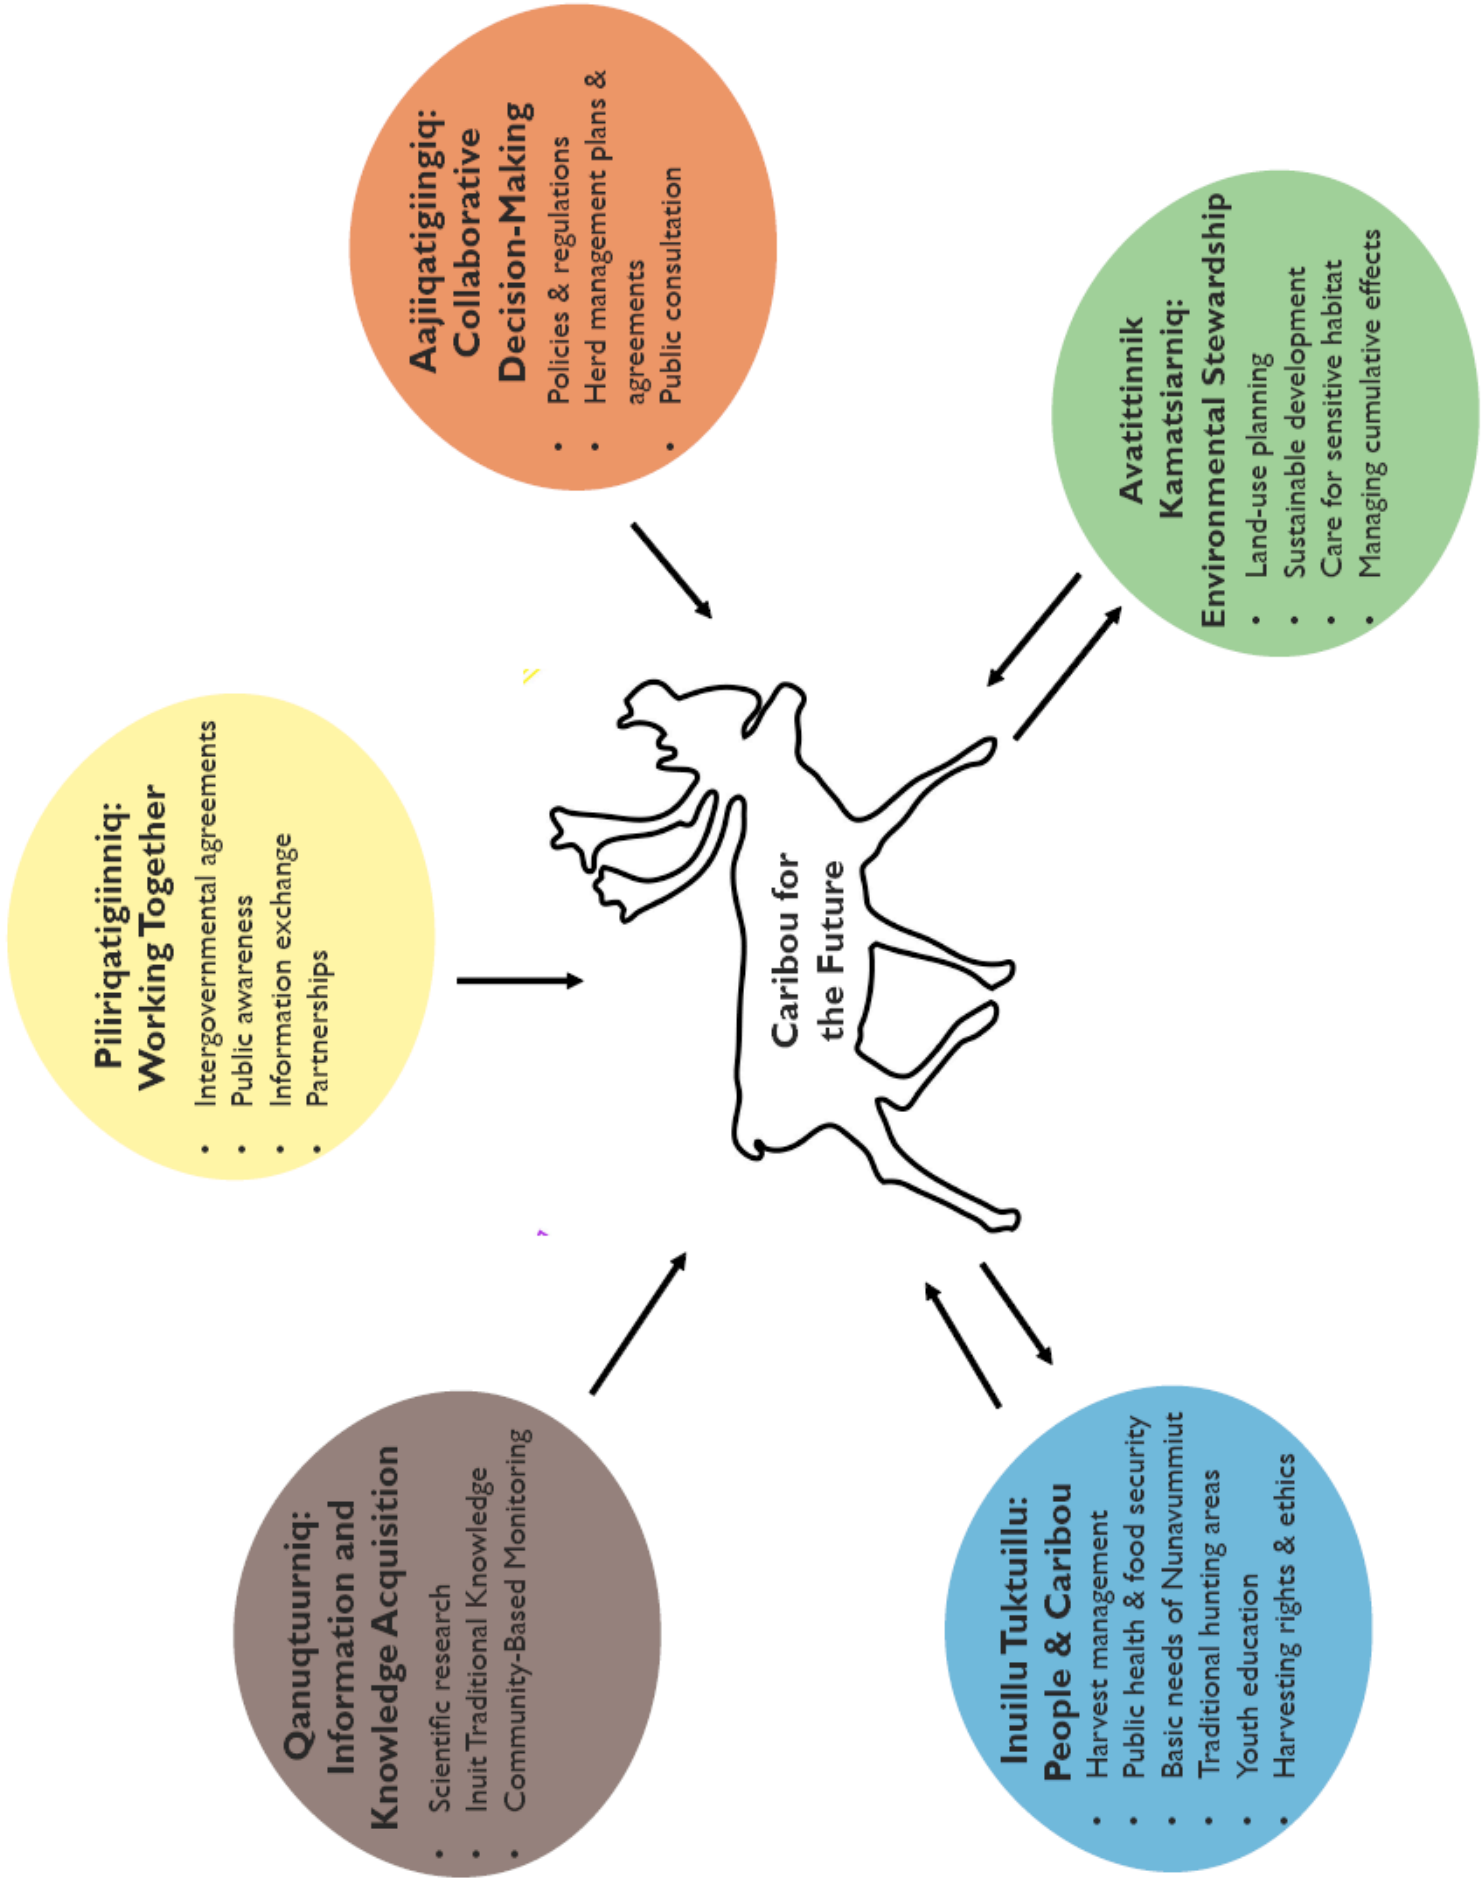 Piliriqatigiinniq:
Working Together
• Intergovernmental agreements
• Public awareness
• Information exchange
• Partnerships
Qanuqtuurniq:
Information and
Knowledge Acquisition
• Scientific research
• Inuit Traditional Knowledge
• Community-Based Monitoring
Aajiiqatigiingiq:
Collaborative
Decision-Making
• Policies & regulations
• Herd management plans &
agreements
• Public consultation
Caribou for
the Future
Inuillu Tuktuillu:
People & Caribou
• Harvest management
• Public health & food security
• Basic needs of Nunavummiut
• Traditional hunting areas
• Youth education
• Harvesting rights & ethics
Avatittinnik
Kamatsiarniq:
Environmental Stewardship
• Land-use planning
• Sustainable development
• Care for sensitive habitat
• Managing cumulative effects